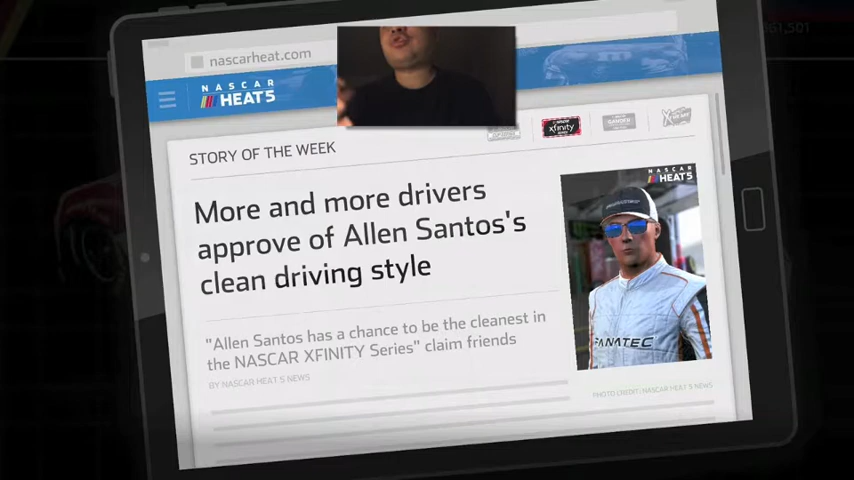 361,501
nascarheat.com
NASCAR
HEAT5
xfinity
STORY OF THE WEEK
NASCAR
HEAT5
More and more drivers
approve of Allen Santos's
clean driving style
FANATEC
"Allen Santos has a chance to be the cleanest in
the NASCAR XFINITY Series" claim friends
BY NASCAR HEAT 5 NEWS
PHOTO CREDIT: NASCAR HEAT 5 NEWS